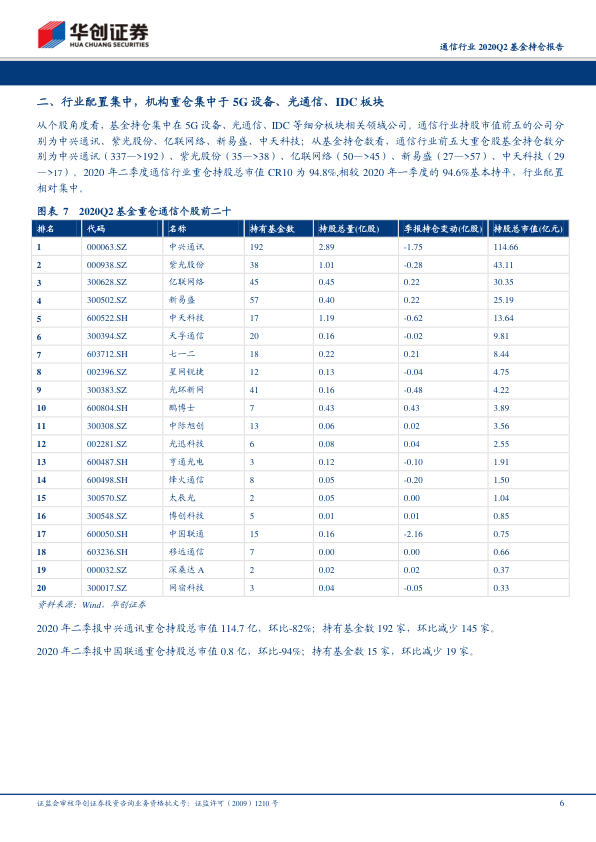 华创证券
HUA CHUANG SECURITIES
通信行业 2020Q2 基金持仓报告
二、行业配置集中，机构重仓集中于 5G 设备、光通信、IDC 板块
从个股角度看，基金持仓集中在 5G 设备、光通信、IDC 等细分板块相关领域公司。通信行业持股市值前五的公司分
别为中兴通讯、紫光股份、亿联网络、新易盛、中天科技；从基金持仓数看，通信行业前五大重仓股基金持仓数分
别为中兴通讯（337—>192）、紫光股份（35—>38）、亿联网络（50—>45）、新易盛（27—>57）、中天科技（29
—>17）。2020 年二季度通信行业重仓持股总市值 CR10 为 94.8%,相较 2020 年一季度的 94.6%基本持平，行业配置
相对集中。
图表 7 2020Q2 基金重仓通信个股前二十
排名 代码 名称 持有基金数 持股总量(亿股) 季报持仓变动(亿股) 持股总市值(亿元)
1 000063.SZ 中兴通讯 192 2.89 -1.75 114.66
2 000938.SZ 紫光股份 38 1.01 -0.28 43.11
3 300628.SZ 亿联网络 45 0.45 0.22 30.35
4 300502.SZ 新易盛 57 0.40 0.22 25.19
5 600522.SH 中天科技 17 1.19 -0.62 13.64
6 300394.SZ 天孚通信 20 0.16 -0.02 9.81
7 603712.SH 七一二 18 0.22 0.21 8.44
8 002396.SZ 星网锐捷 12 0.13 -0.04 4.75
9 300383.SZ 光环新网 41 0.16 -0.48 4.22
10 600804.SH 鹏博士 7 0.43 0.43 3.89
11 300308.SZ 中际旭创 13 0.06 0.02 3.56
12 002281.SZ 光迅科技 6 0.08 0.04 2.55
13 600487.SH 亨通光电 3 0.12 -0.10 1.91
14 600498.SH 烽火通信 8 0.05 -0.20 1.50
15 300570.SZ 太辰光 2 0.05 0.00 1.04
16 300548.SZ 博创科技 5 0.01 0.01 0.85
17 600050.SH 中国联通 15 0.16 -2.16 0.75
18 603236.SH 移远通信 7 0.00 0.00 0.66
19 000032.SZ 深桑达 A 2 0.02 0.02 0.37
20 300017.SZ 网宿科技 3 0.04 -0.05 0.33
资料来源：Wind，华创证券
2020 年二季报中兴通讯重仓持股总市值 114.7 亿，环比-82%；持有基金数 192 家，环比减少 145 家。
2020 年二季报中国联通重仓持股总市值 0.8 亿，环比-94%；持有基金数 15 家，环比减少 19 家。
证监会审核华创证券投资咨询业务资格批文号：证监许可（2009）1210 号
6